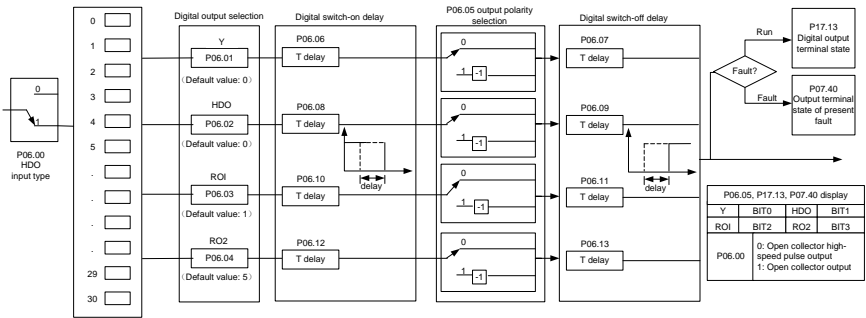 0
1
P06.00
HDO
input type
0
1
2
3
4
5
.
.
.
29
30
Digital output selection
Y
P06.01
(Default value: 0)
HDO
P06.02
(Default value: 0)
ROI
P06.03
(Default value: 1)
RO2
P06.04
(Default value: 5)
Digital switch-on delay
P06.06
T delay
P06.08
T delay
delay
P06.10
T delay
P06.12
T delay
P06.05 output polarity
selection
0
1 -1
0
1 -1
0
1 -1
0
1 -1
Digital switch-off delay
P06.07
T delay
P06.09
T delay
delay
P06.11
T delay
P06.13
T delay
Run
Fault?
Fault
P17.13
Digital output
terminal state
P07.40
Output terminal
state of present
fault
P06.05, P17.13, P07.40 display
Y BIT0 HDO BIT1
ROI BIT2 RO2 BIT3
P06.00
0: Open collector high-
speed pulse output
1: Open collector output